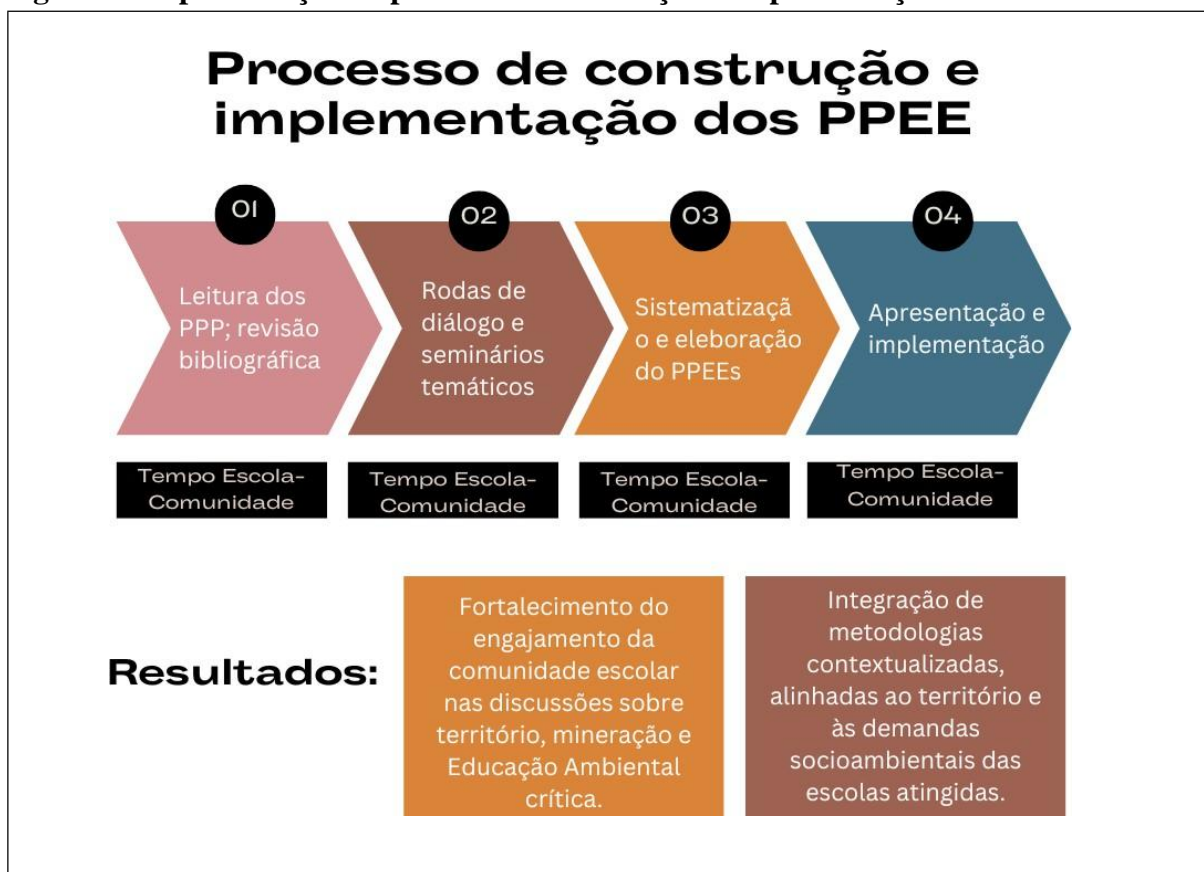 Processo de construção e
implementação dos PPEE
01
Leitura dos
PPP; revisão
bibliográfica
02
Rodas de
diálogo e
seminários
temáticos
03
Sistematizaçã
o e eleboração
do PPEEs
04
Apresentação e
implementação
Tempo Escola-
Comunidade
Tempo Escola-
Comunidade
Tempo Escola-
Comunidade
Tempo Escola-
Comunidade
Resultados:
Fortalecimento do
engajamento da
comunidade escolar
nas discussões sobre
território, mineração e
Educação Ambiental
crítica.
Integração de
metodologias
contextualizadas,
alinhadas ao território e
às demandas
socioambientais das
escolas atingidas.